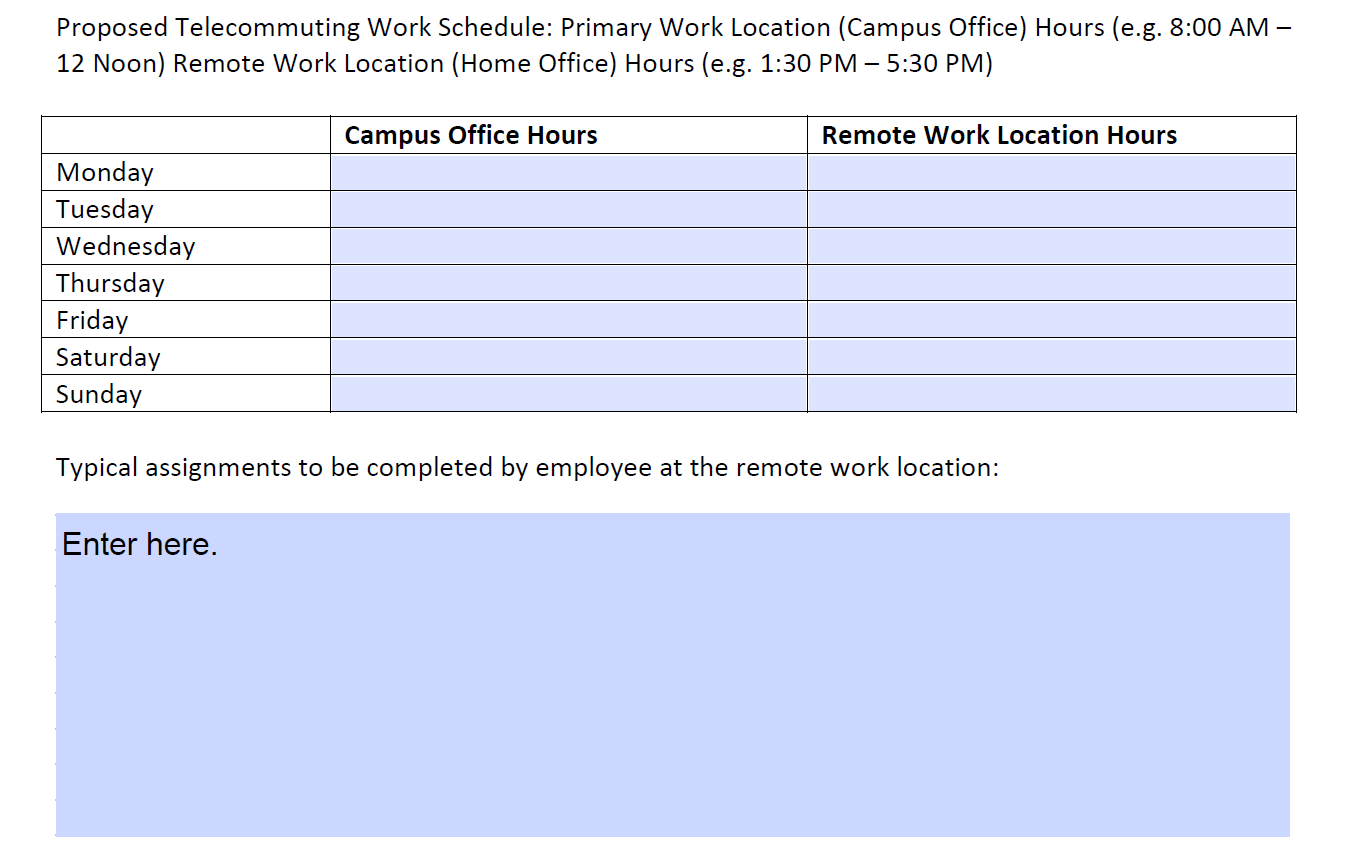 Proposed Telecommuting Work Schedule: Primary Work Location (Campus Office) Hours (e.g. 8:00 AM –
12 Noon) Remote Work Location (Home Office) Hours (e.g. 1:30 PM – 5:30 PM)
Campus Office Hours Remote Work Location Hours
Monday
Tuesday
Wednesday
Thursday
Friday
Saturday
Sunday
Typical assignments to be completed by employee at the remote work location:
Enter here.